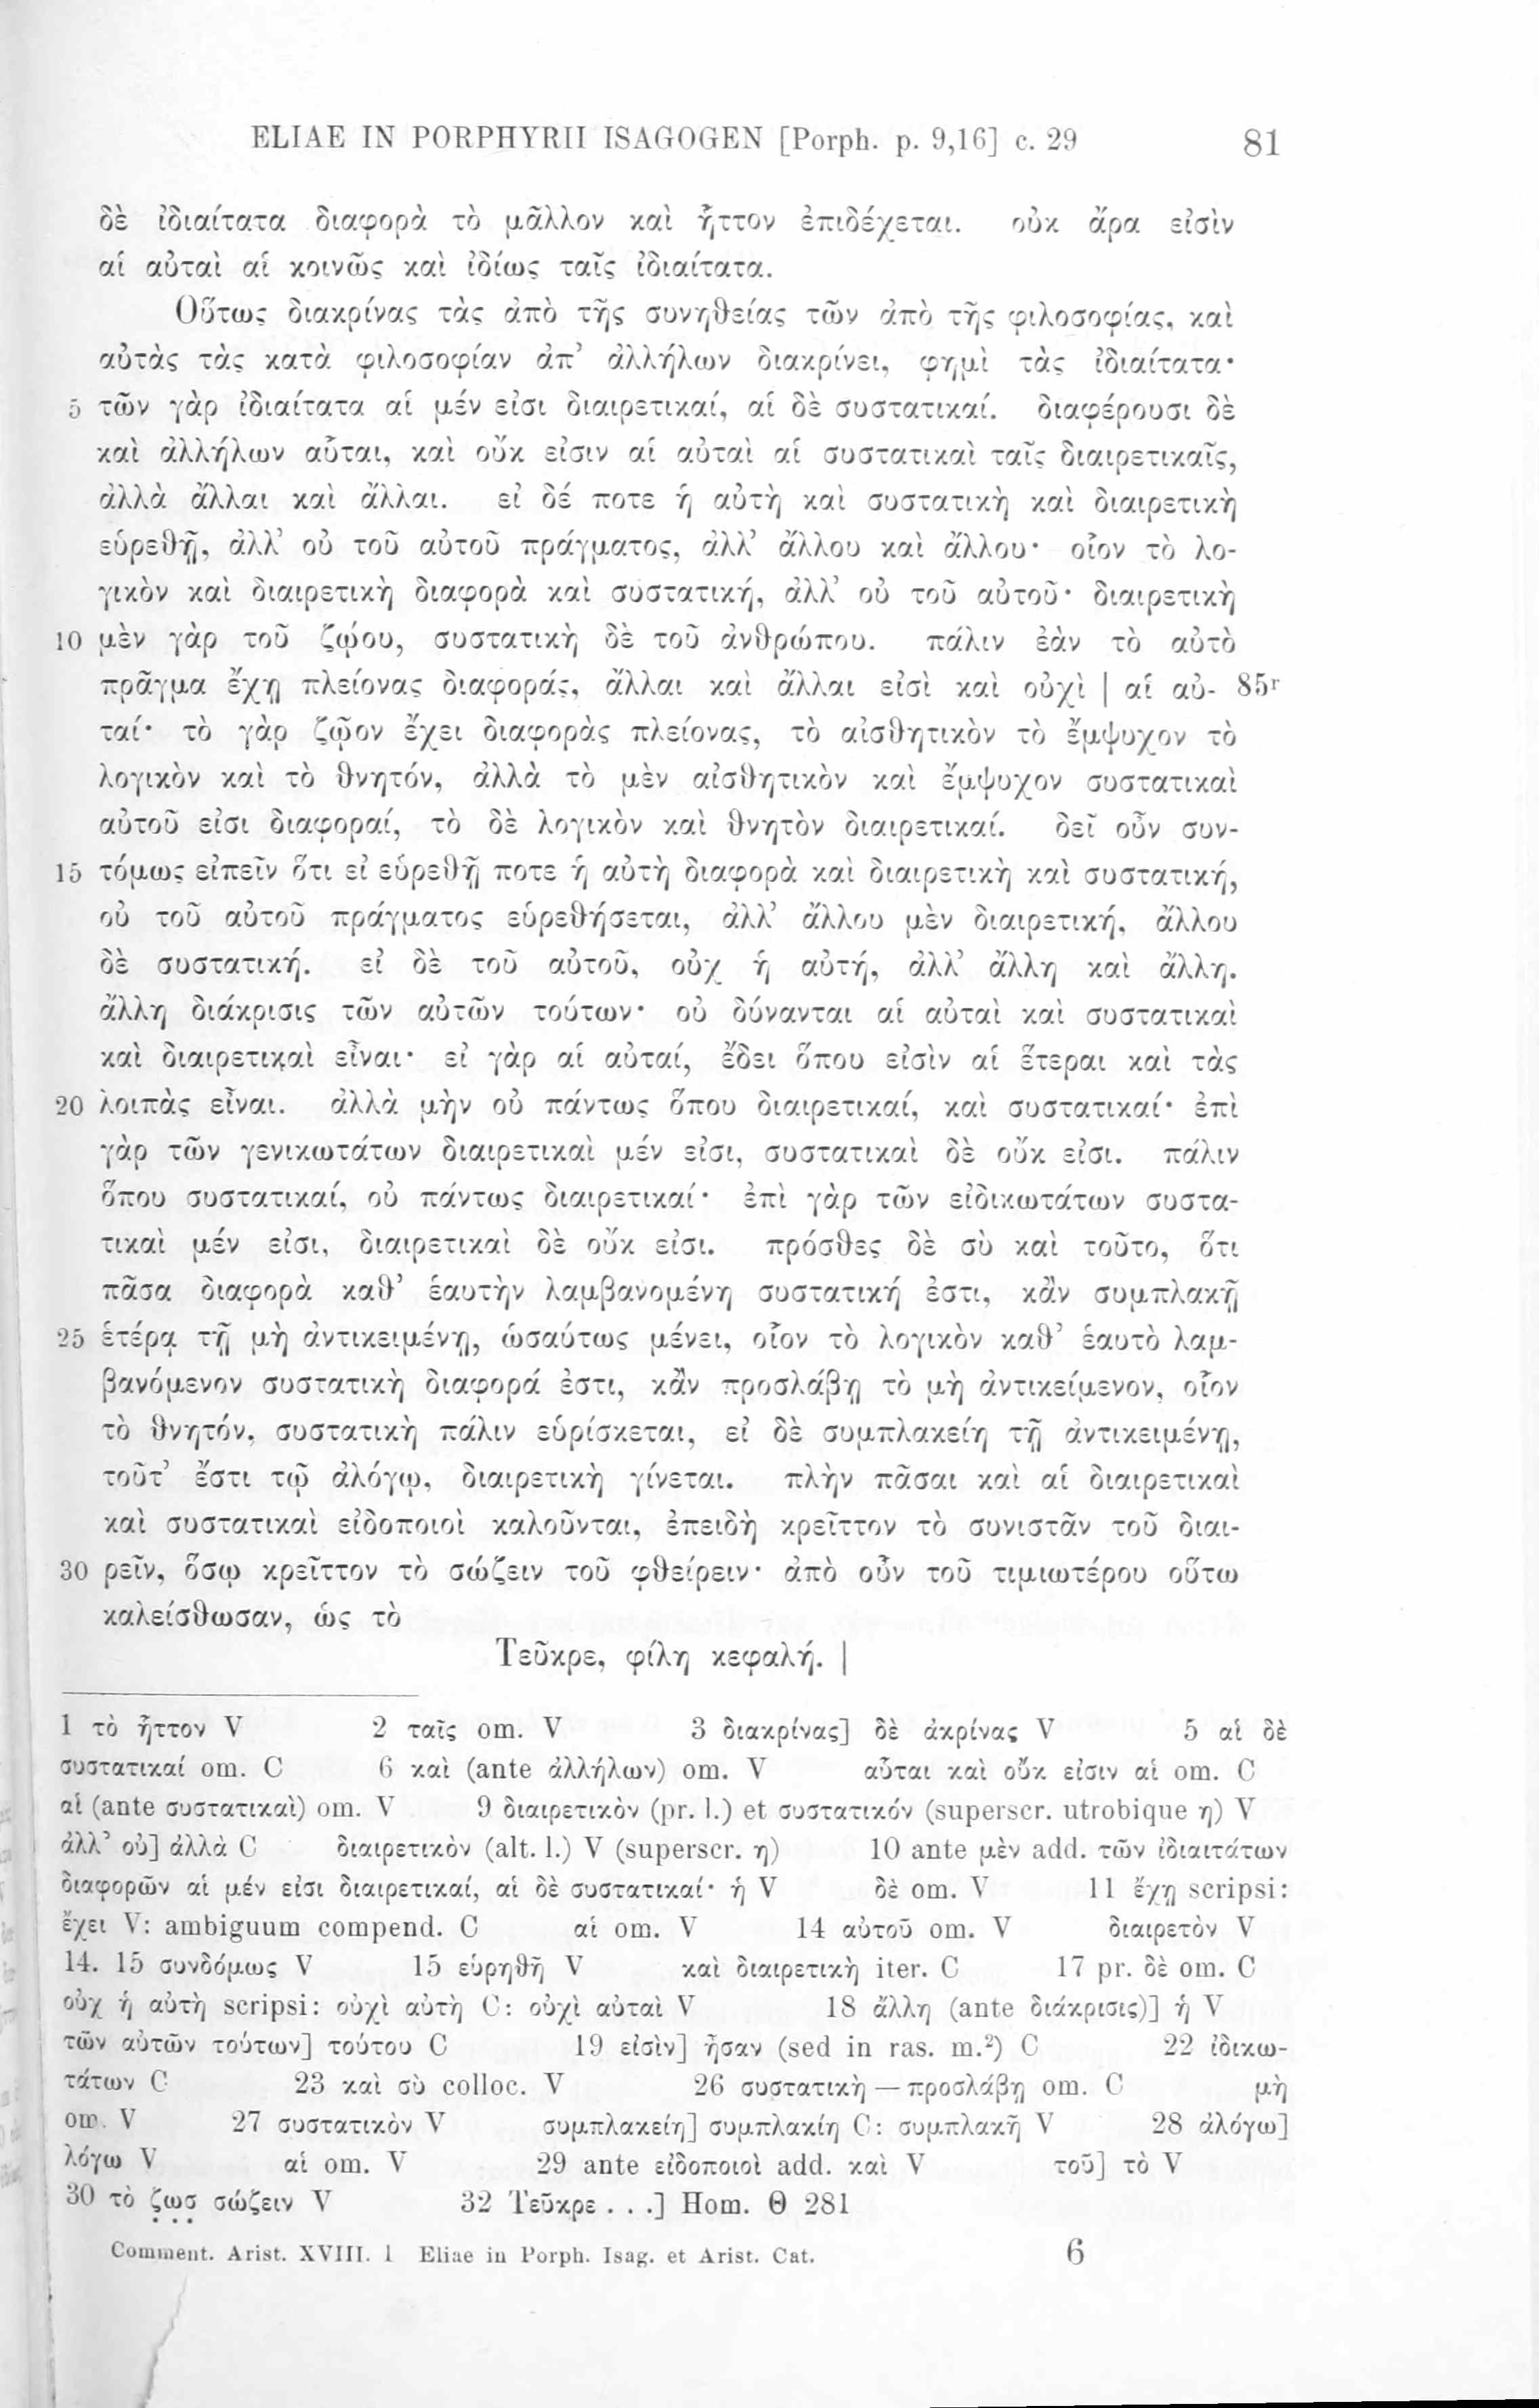 ELIAE IN PORPHYRII ISAGOGEN [Porph. p. 9,16] c. 29 81
δὲ ἰδιαίτατα διαφορὰ τὸ μᾶλλον καὶ ἧττον ἐπιδέχεται. οὐκ ἄρα εἰσὶν
αἱ αὐταὶ αἱ κοινῶς καὶ ἰδίως ταῖς ἰδιαίτατα.
Οὕτως διακρίνας τὰς ἀπὸ τῆς συνηθείας τῶν ἀπὸ τῆς φιλοσοφίας, καὶ
αὐτὰς τὰς κατὰ φιλοσοφίαν ἀπ’ ἀλλήλων διακρίνει, φημὶ τὰς ἰδιαίτατα·
5 τῶν γὰρ ἰδιαίτατα αἱ μέν εἰσι διαιρετικαί, αἱ δὲ συστατικαί. διαφέρουσι δὲ
καὶ ἀλλήλων αὗται, καὶ οὔκ εἰσιν αἱ αὐταὶ αἱ συστατικαὶ ταῖς διαιρετικαῖς,
ἀλλὰ ἄλλαι καὶ ἄλλαι. εἰ δέ ποτε ἡ αὐτὴ καὶ συστατικὴ καὶ διαιρετικὴ
εὑρεθῇ, ἀλλ’ οὐ τοῦ αὐτοῦ πράγματος, ἀλλ’ ἄλλου καὶ ἄλλου· οἷον τὸ λο-
γικὸν καὶ διαιρετικὴ διαφορὰ καὶ συστατική, ἀλλ’ οὐ τοῦ αὐτοῦ· διαιρετικὴ
10 μὲν γὰρ τοῦ ζῴου, συστατικὴ δὲ τοῦ ἀνθρώπου. πάλιν ἐὰν τὸ αὐτὸ
πρᾶγμα ἔχῃ πλείονας διαφοράς, ἄλλαι καὶ ἄλλαι εἰσὶ καὶ οὐχὶ | αἱ αὐ- 85r
ταί· τὸ γὰρ ζῷον ἔχει διαφορὰς πλείονας, τὸ αἰσθητικὸν τὸ ἔμψυχον τὸ
λογικὸν καὶ τὸ θνητόν, ἀλλὰ τὸ μὲν αἰσθητικὸν καὶ ἔμψυχον συστατικαὶ
αὐτοῦ εἰσι διαφοραί, τὸ δὲ λογικὸν καὶ θνητὸν διαιρετικαί. δεῖ οὖν συν-
15 τόμως εἰπεῖν ὅτι εἰ εὑρεθῇ ποτε ἡ αὐτὴ διαφορὰ καὶ διαιρετικὴ καὶ συστατική,
οὐ τοῦ αὐτοῦ πράγματος εὑρεθήσεται, ἀλλ’ ἄλλου μὲν διαιρετική, ἄλλου
δὲ συστατική. εἰ δὲ τοῦ αὐτοῦ, οὐχ ἡ αὐτή, ἀλλ’ ἄλλη καὶ ἄλλη.
ἄλλη διάκρισις τῶν αὐτῶν τούτων· οὐ δύνανται αἱ αὐταὶ καὶ συστατικαὶ
καὶ διαιρετικαὶ εἶναι· εἰ γὰρ αἱ αὐταί, ἔδει ὅπου εἰσὶν αἱ ἕτεραι καὶ τὰς
20 λοιπὰς εἶναι. ἀλλὰ μὴν οὐ πάντως ὅπου διαιρετικαί, καὶ συστατικαί· ἐπὶ
γὰρ τῶν γενικωτάτων διαιρετικαὶ μέν εἰσι, συστατικαὶ δὲ οὔκ εἰσι. πάλιν
ὅπου συστατικαί, οὐ πάντως διαιρετικαί· ἐπὶ γὰρ τῶν εἰδικωτάτων συστα-
τικαὶ μέν εἰσι, διαιρετικαὶ δὲ οὔκ εἰσι. πρόσθες δὲ σὺ καὶ τοῦτο, ὅτι
πᾶσα διαφορὰ καθ’ ἑαυτὴν λαμβανομένη συστατική ἐστι, κἂν συμπλακῇ
25 ἑτέρᾳ τῇ μὴ ἀντικειμένῃ, ὡσαύτως μένει, οἷον τὸ λογικὸν καθ’ ἑαυτὸ λαμ-
βανόμενον συστατικὴ διαφορά ἐστι, κἂν προσλάβῃ τὸ μὴ ἀντικείμενον, οἷον
τὸ θνητόν, συστατικὴ πάλιν εὑρίσκεται, εἰ δὲ συμπλακείη τῇ ἀντικειμένῃ,
τοῦτ’ ἔστι τῷ ἀλόγῳ, διαιρετικὴ γίνεται. πλὴν πᾶσαι καὶ αἱ διαιρετικαὶ
καὶ συστατικαὶ εἰδοποιοὶ καλοῦνται, ἐπειδὴ κρεῖττον τὸ συνιστᾶν τοῦ διαι-
30 ρεῖν, ὅσῳ κρεῖττον τὸ σώζειν τοῦ φθείρειν· ἀπὸ οὖν τοῦ τιμιωτέρου οὕτω
καλείσθωσαν, ὡς τὸ
Τεῦκρε, φίλη κεφαλή. |
1 τὸ ἧττον V 2 ταῖς om. V 3 διακρίνας] δὲ ἀκρίνας V 5 αἱ δὲ
συστατικαί om. C 6 καὶ (ante ἀλλήλων) om. V αὗται καὶ οὔκ εἰσιν αἱ om. C
αἱ (ante συστατικαὶ) om. V 9 διαιρετικὸν (pr. l.) et συστατικόν (superscr. utrobique η) V
ἀλλ’ οὐ] ἀλλὰ C διαιρετικὸν (alt. l.) V (superscr. η) 10 ante μὲν add. τῶν ἰδιαιτάτων
διαφορῶν αἱ μέν εἰσι διαιρετικαί, αἱ δὲ συστατικαί· ἡ V δὲ om. V 11 ἔχῃ scripsi:
ἔχει V: ambiguum compend. C αἱ om. V 14 αὐτοῦ om. V διαιρετὸν V
14. 15 συνδόμως V 15 εὑρηθῆ V καὶ διαιρετικὴ iter. C 17 pr. δὲ om. C
οὐχ ἡ αὐτὴ scripsi: οὐχὶ αὐτὴ C: οὐχὶ αὐταὶ V 18 ἄλλη (ante διάκρισις)] ἡ V
τῶν αὐτῶν τούτων] τούτου C 19 εἰσὶν] ἦσαν (sed in ras. m.²) C 22 ἰδικω-
τάτων C 23 καὶ σὺ colloc. V 26 συστατικὴ — προσλάβῃ om. C μὴ
om. V 27 συστατικὸν V συμπλακείη] συμπλακίη C: συμπλακῆ V 28 ἀλόγω]
λόγω V αἱ om. V 29 ante εἰδοποιοὶ add. καὶ V τοῦ] τὸ V
30 τὸ ζωσ σώζειν V 32 Τεῦκρε . . .] Hom. Θ 281
Comment. Arist. XVIII. 1 Eliae in Porph. Isag. et Arist. Cat. 6